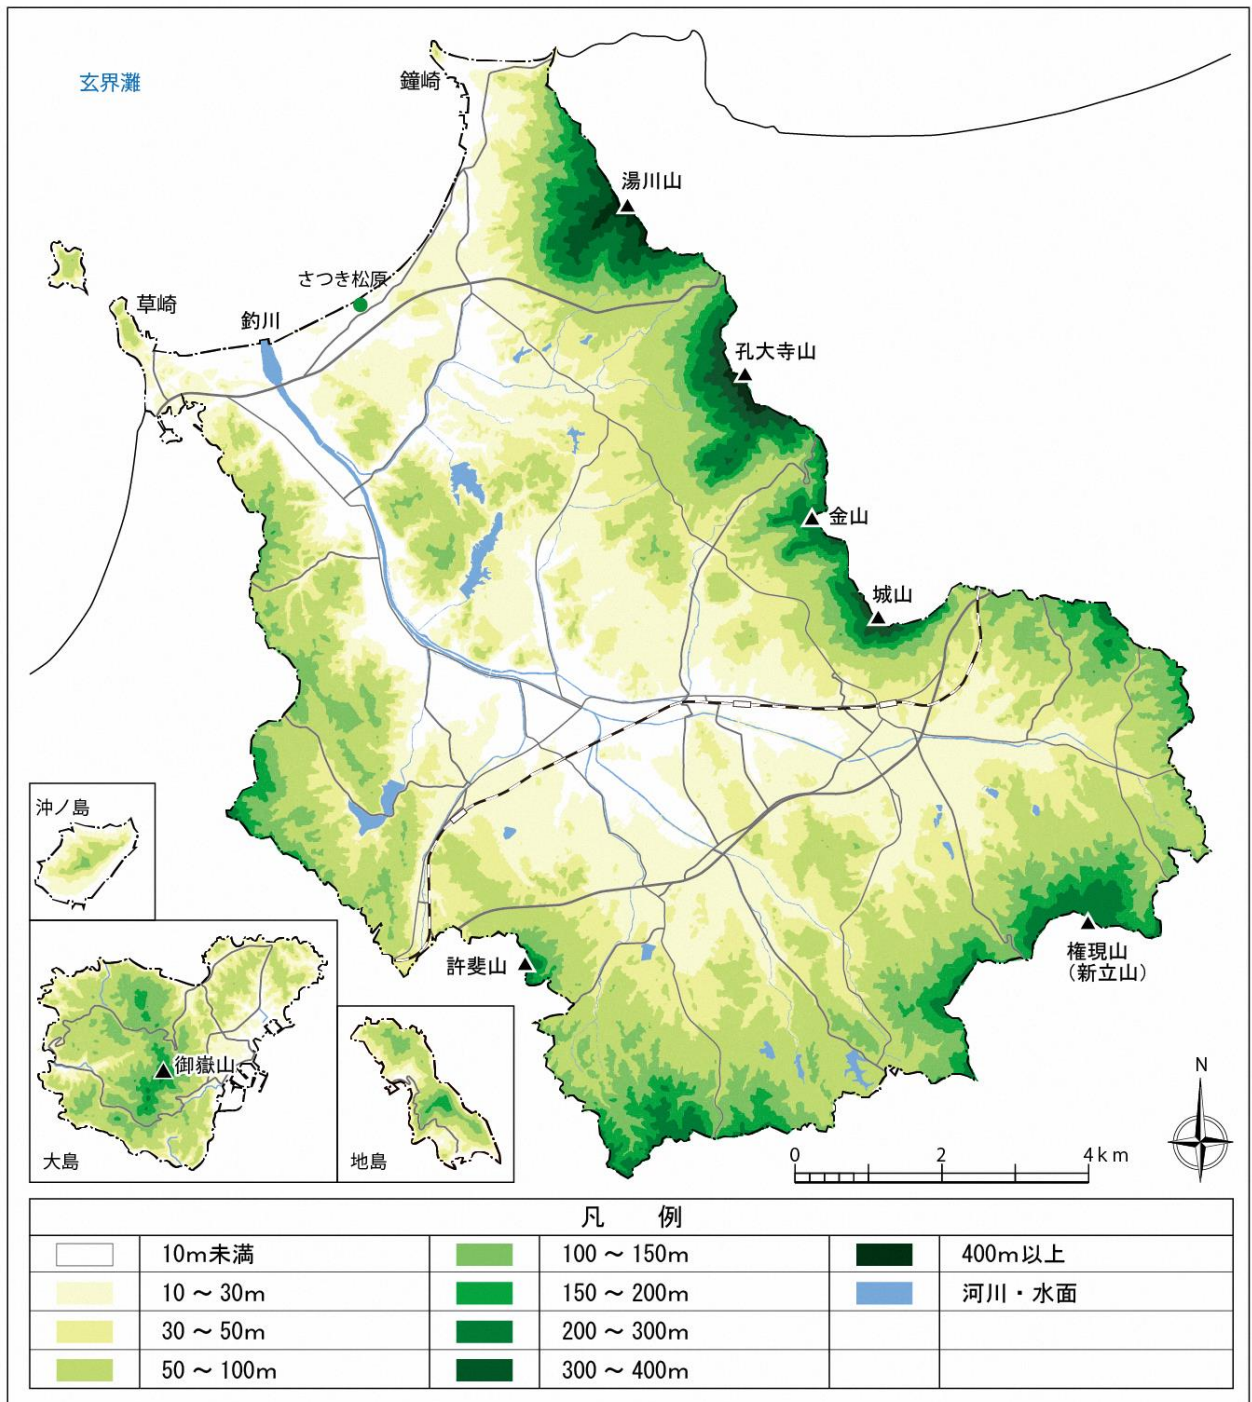 玄界灘
鐘崎
湯川山
さつき松原
草崎
釣川
孔大寺山
金山
城山
沖ノ島
許斐山
権現山
(新立山)
御嶽山
大島
地島
N
0 2 4km
凡 例
10m未満
100 ～ 150m
400m以上
10 ～ 30m
150 ～ 200m
河川・水面
30 ～ 50m
200 ～ 300m
50 ～ 100m
300 ～ 400m